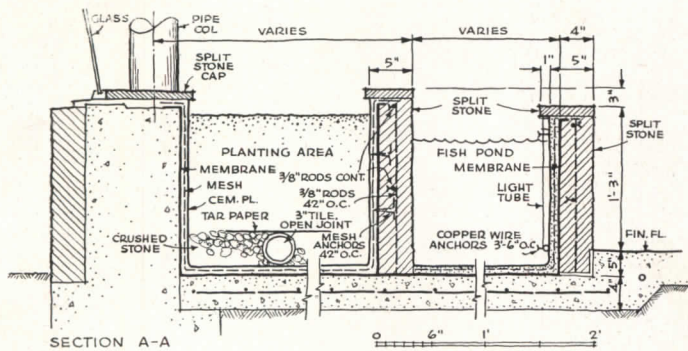 GLASS
PIPE
COL
VARIES
VARIES
4"
SPLIT
STONE
CAP
5"
1"
5"
3"
SPLIT
STONE
SPLIT
STONE
PLANTING AREA
FISH POND
MEMBRANE
3/8" RODS CONT.
MEMBRANE
MESH
3/8" RODS
42" O.C.
LIGHT
TUBE
1'-3"
CEM. PL.
TAR PAPER
3" TILE,
OPEN JOINT
MESH
ANCHORS
42" O.C.
COPPER WIRE
ANCHORS 3'-6" O.C.
CRUSHED
STONE
FIN. FL.
5"
4"
SECTION A-A
0 6" 1' 2'